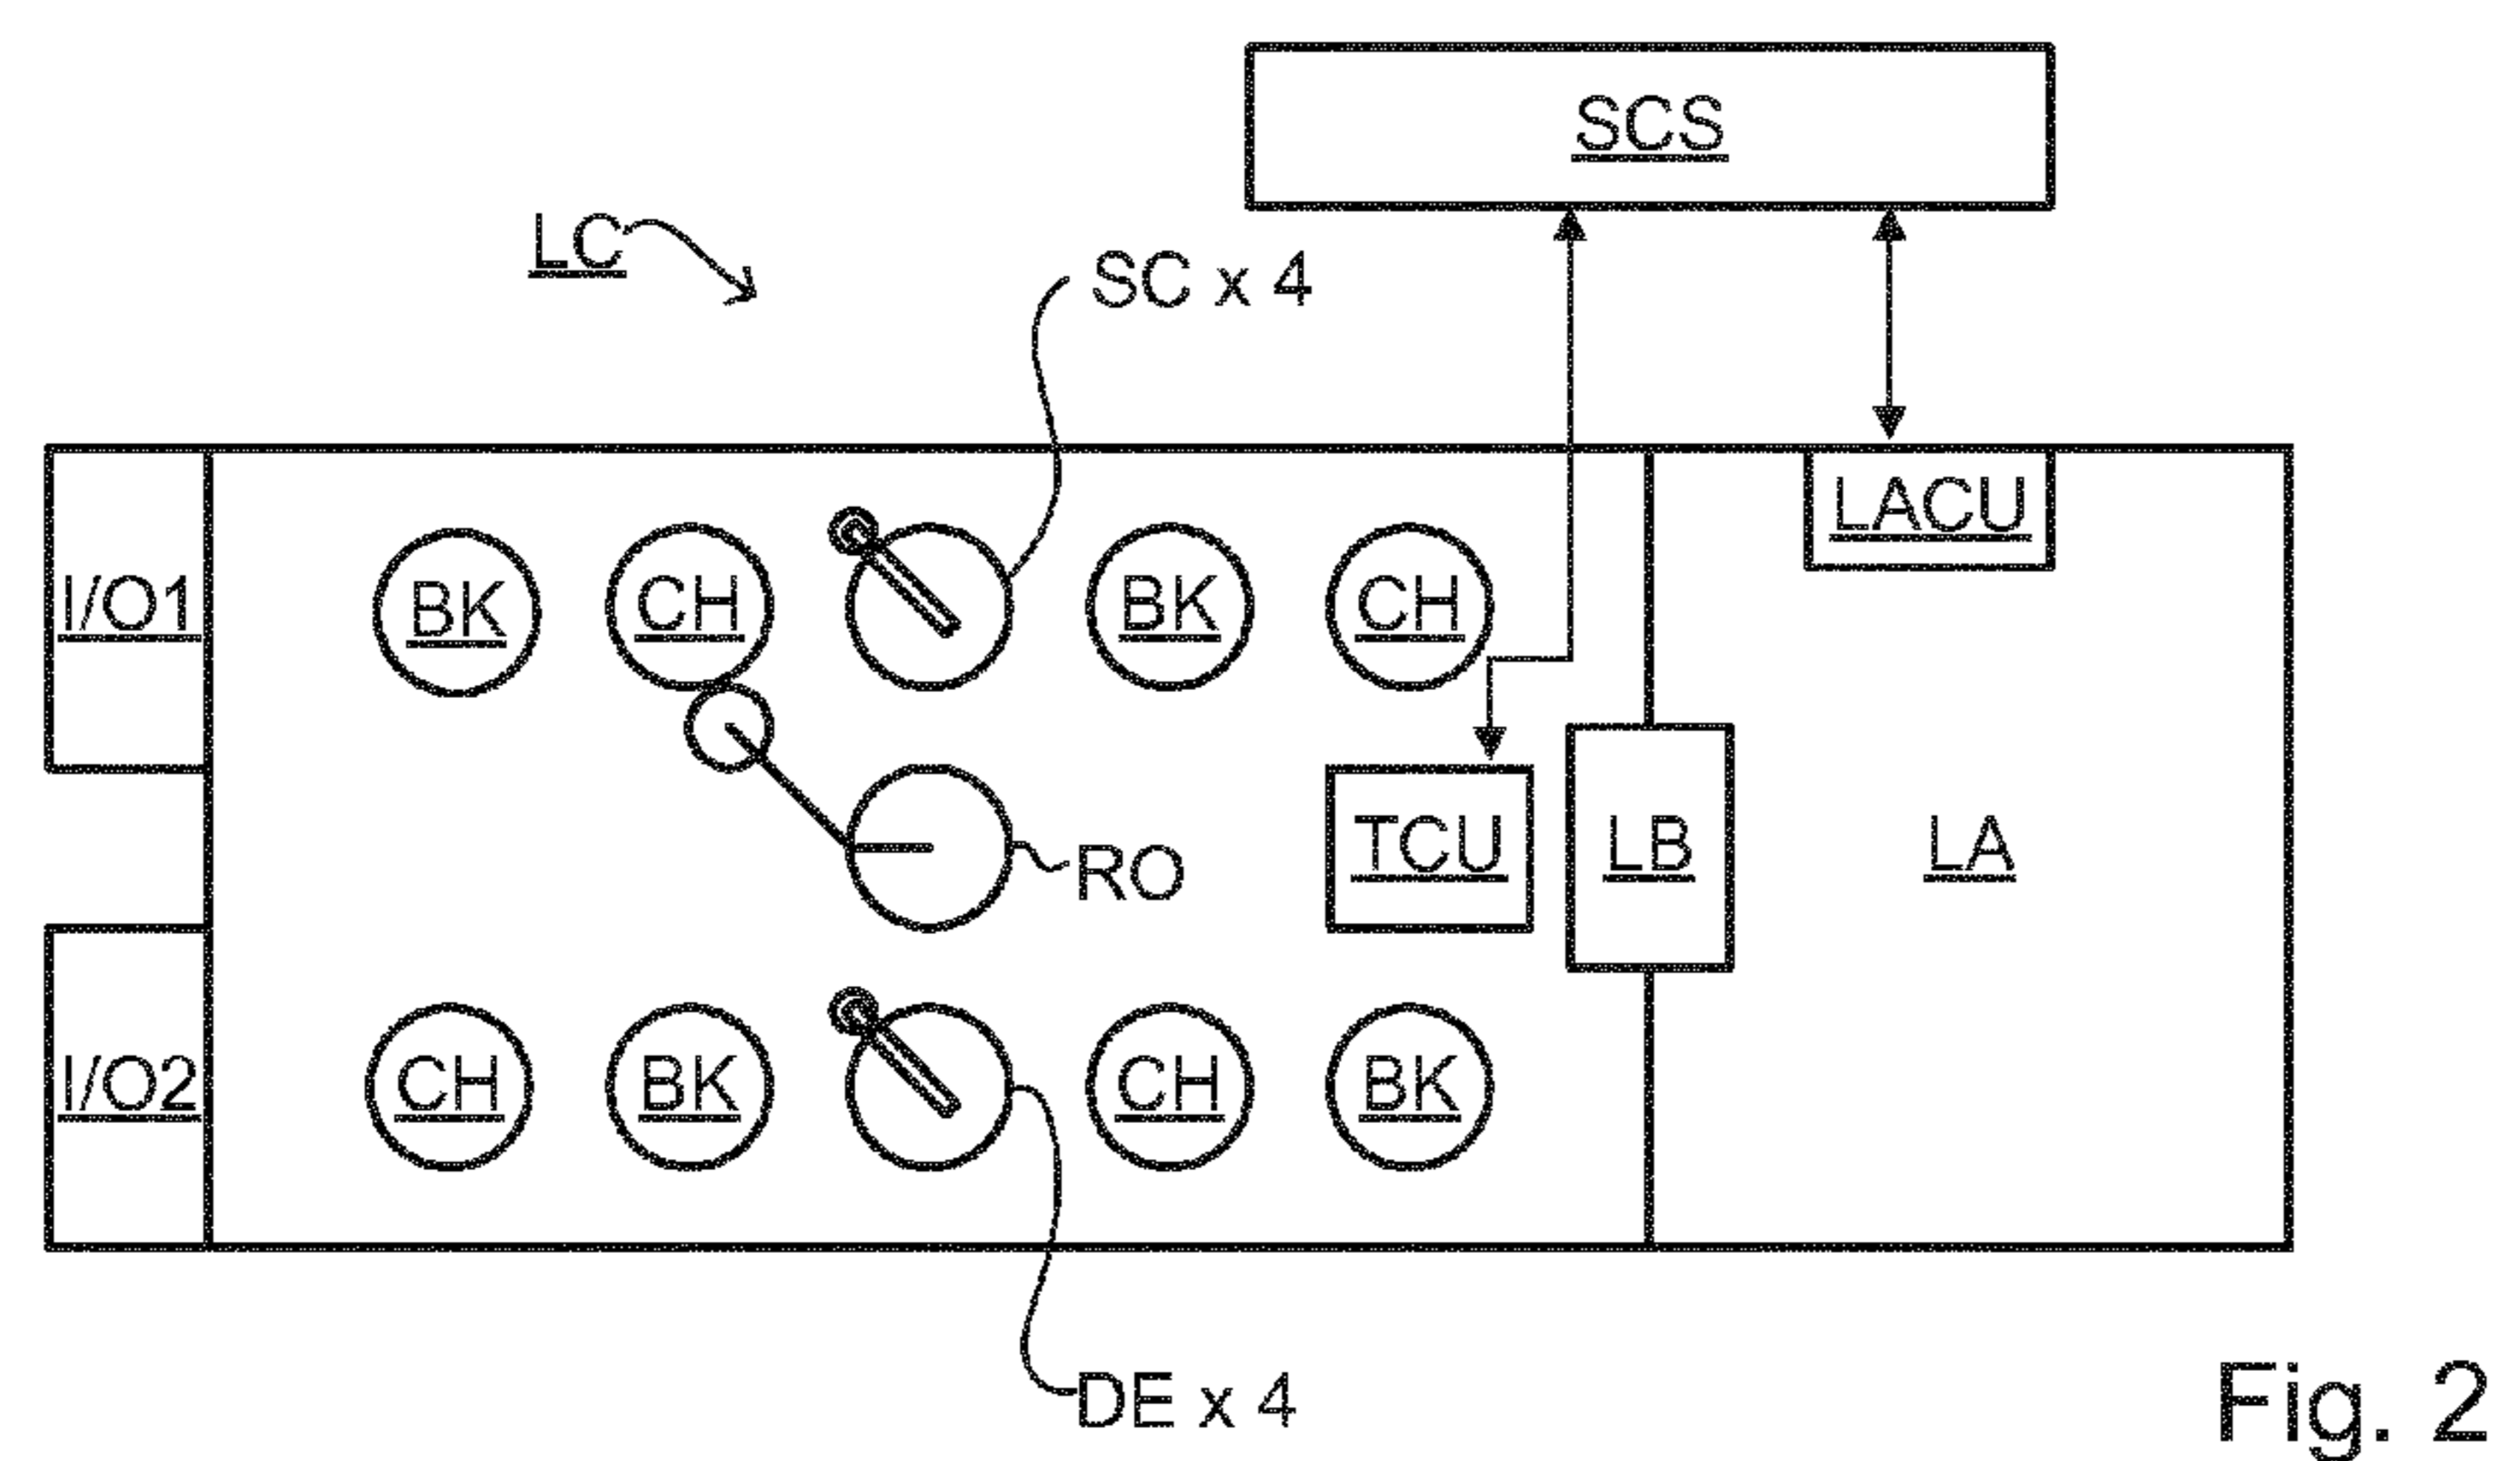 SCS
LC
SC x 4
LACU
I/O1
BK
CH
BK
CH
TCU
LB
LA
RO
I/O2
CH
BK
CH
BK
DE x 4
Fig. 2